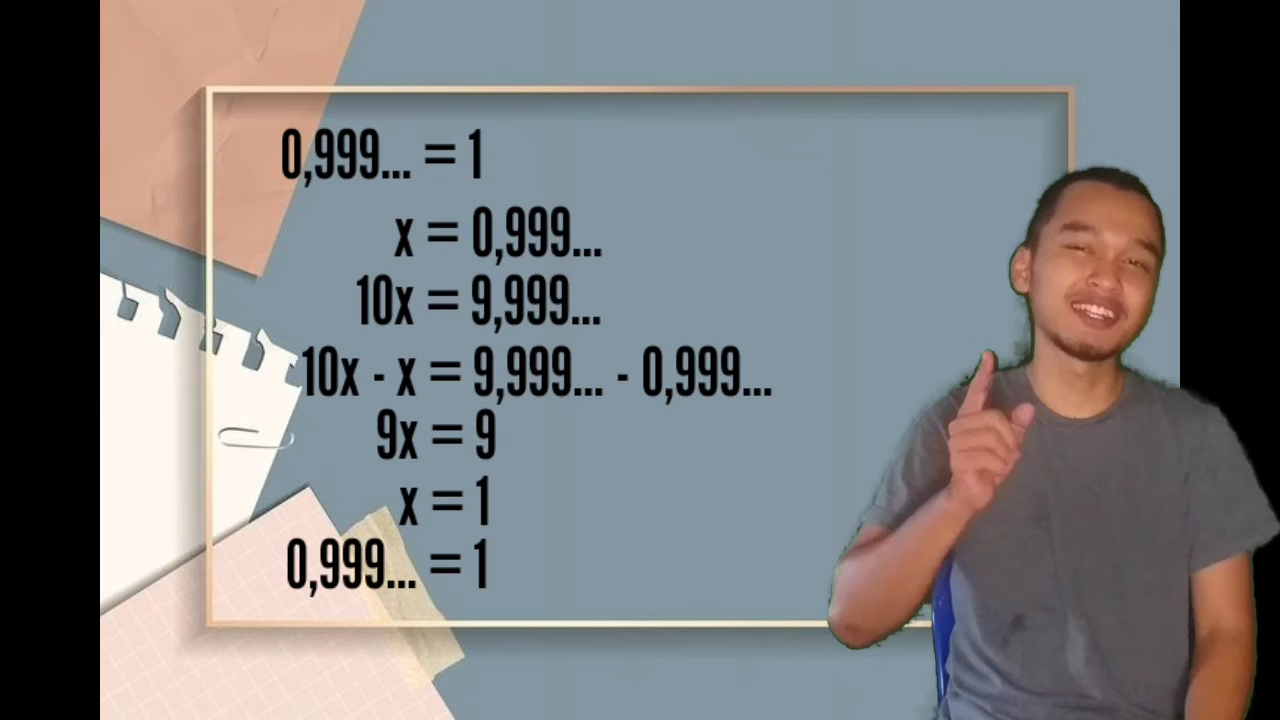 0,999... = 1
x = 0,999...
10x = 9,999...
10x - x = 9,999... - 0,999...
9x = 9
x = 1
0,999... = 1